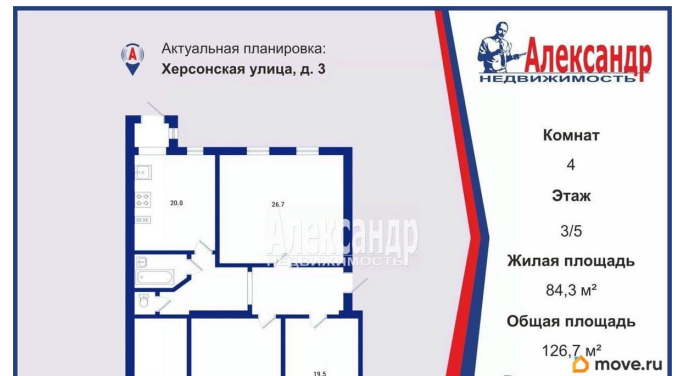 Актуальная планировка:
Херсонская улица, д. 3
Александр
НЕДВИЖИМОСТЬ
Комнат
4
Этаж
3/5
Жилая площадь
84,3 м²
Общая площадь
126,7 м²
move.ru
20.0
26.7
Александр
НЕДВИЖИМОСТЬ
19.5